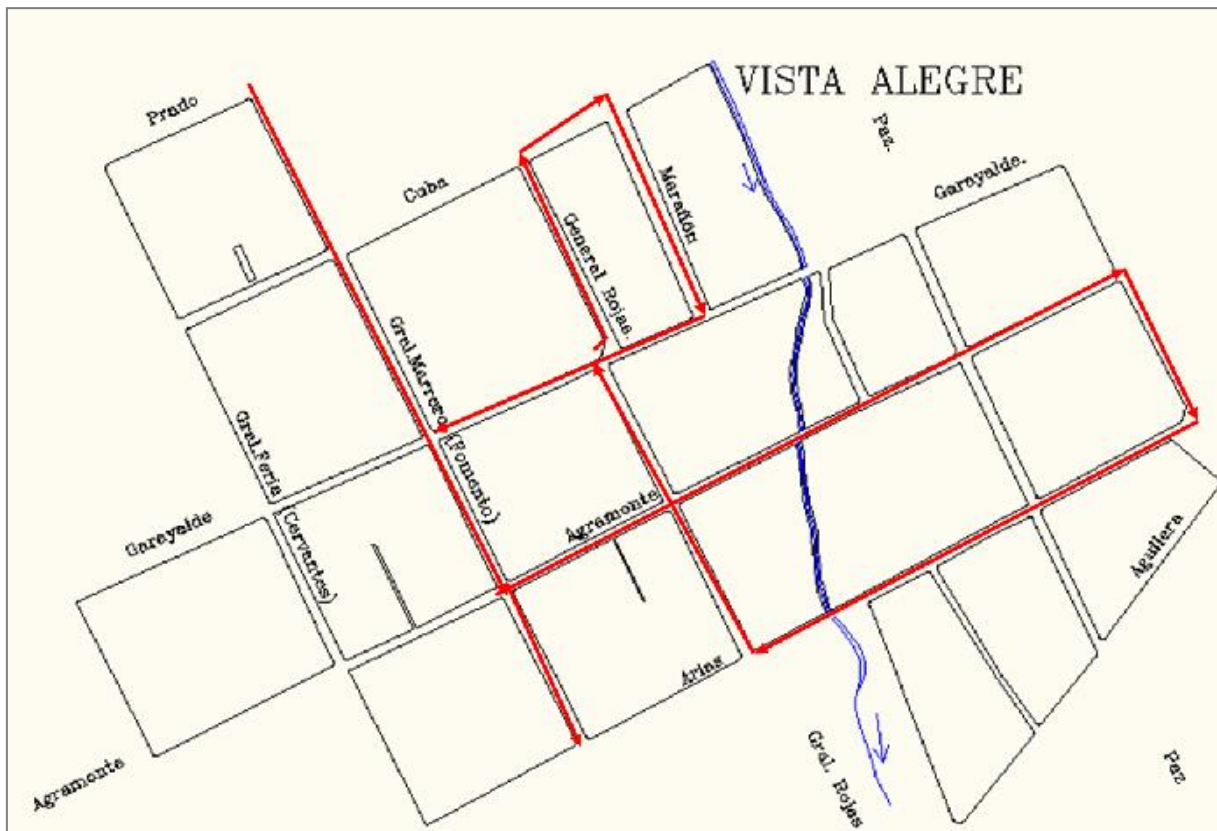 VISTA ALEGRE
Prado
Paz.
Cuba
Garayalde.
Marañón
General Rojas
Gral.Marrero
(Fomento)
Gral.Feria
(Cervantes)
Garayalde
Agramonte
Aguilera
Arias
Agramonte
Gral. Rojas
Paz